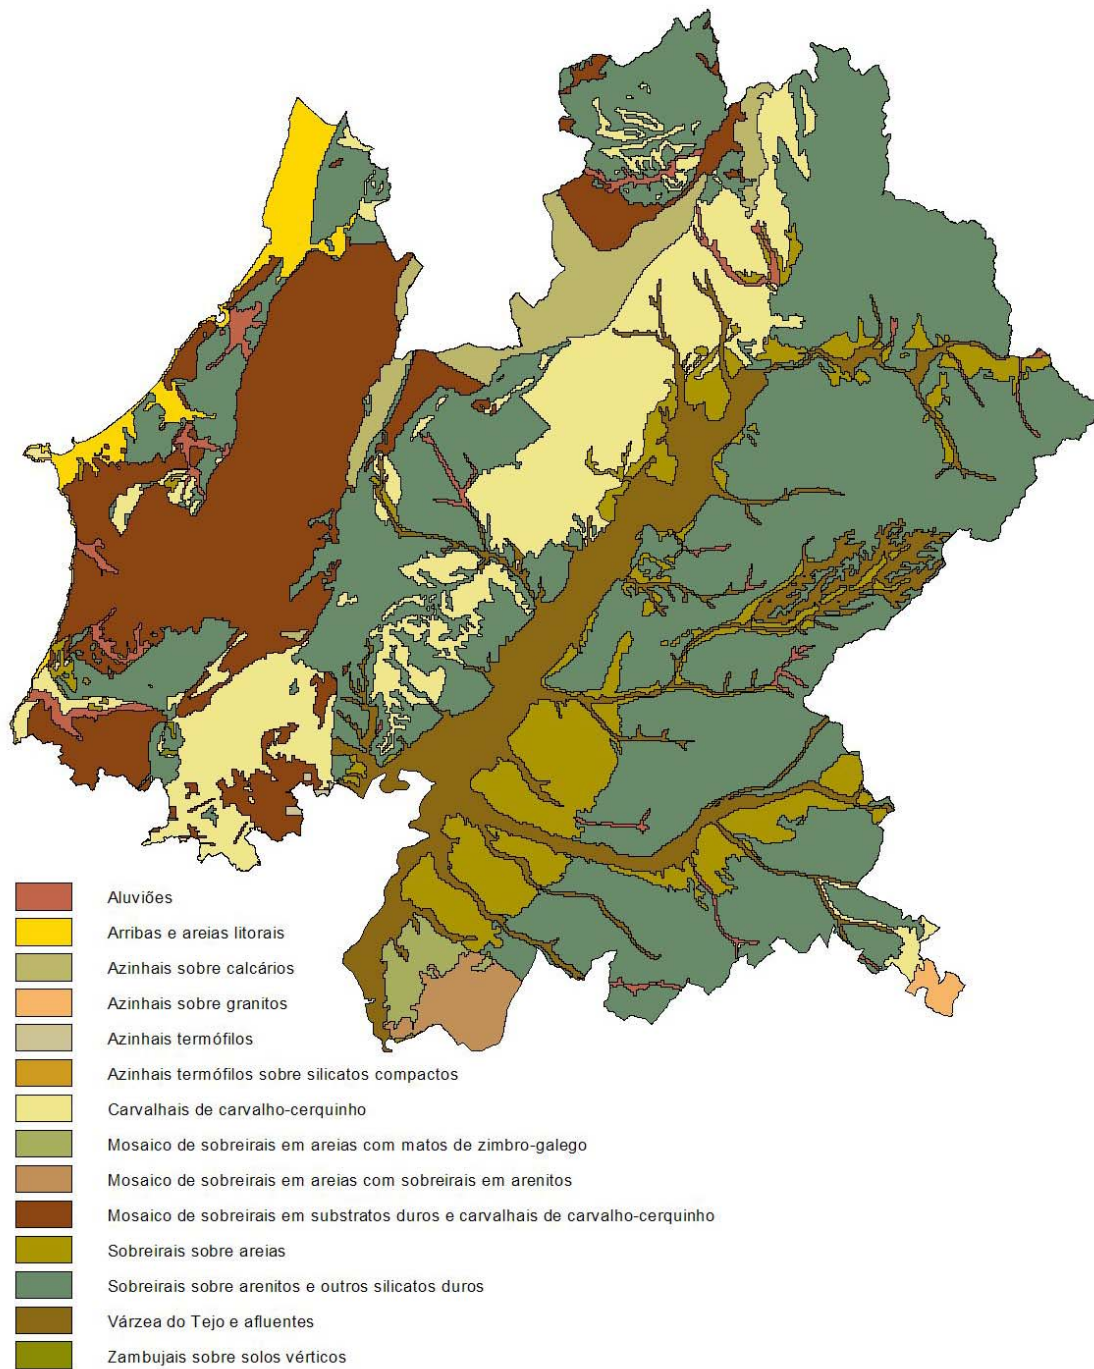 Aluviões
Arribas e areias litorais
Azinhais sobre calcários
Azinhais sobre granitos
Azinhais termófilos
Azinhais termófilos sobre silicatos compactos
Carvalhais de carvalho-cerquinho
Mosaico de sobreirais em areias com matos de zimbro-galego
Mosaico de sobreirais em areias com sobreirais em arenitos
Mosaico de sobreirais em substratos duros e carvalhais de carvalho-cerquinho
Sobreirais sobre areias
Sobreirais sobre arenitos e outros silicatos duros
Várzea do Tejo e afluentes
Zambujais sobre solos vérticos